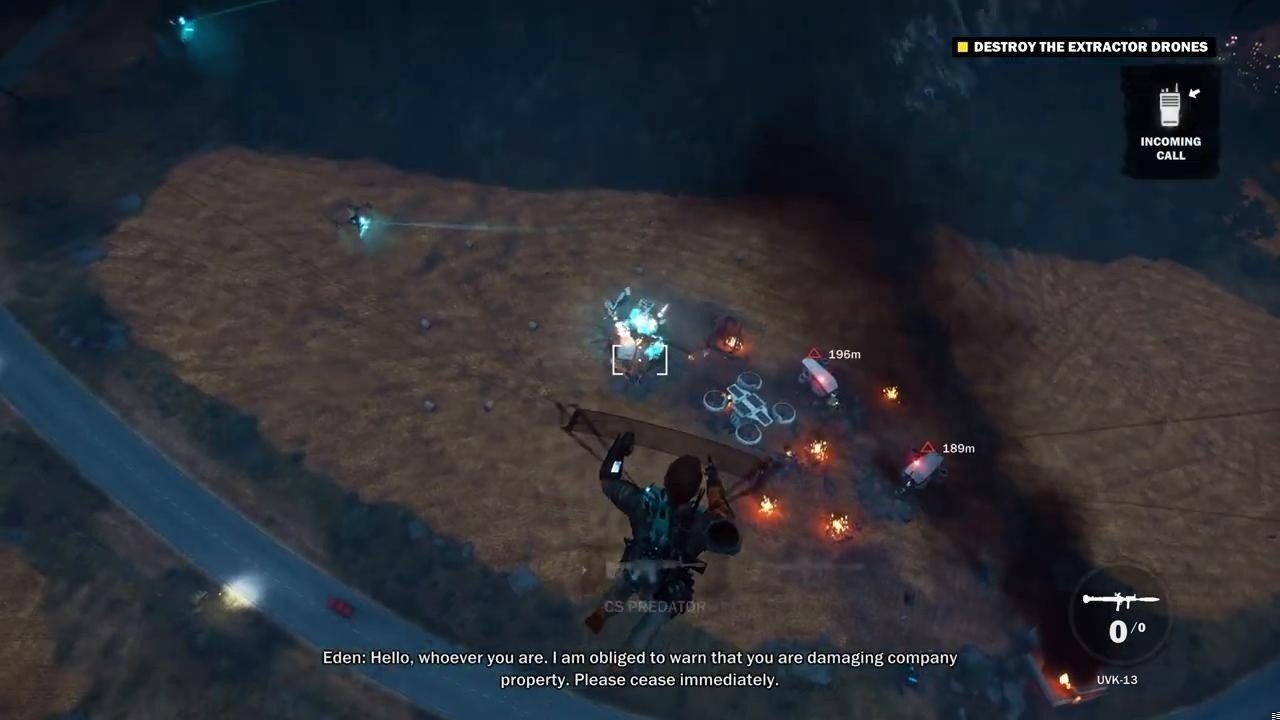 DESTROY THE EXTRACTOR DRONES
INCOMING
CALL
196m
189m
CS PREDATOR
0/0
UVK-13
Eden: Hello, whoever you are. I am obliged to warn that you are damaging company
property. Please cease immediately.